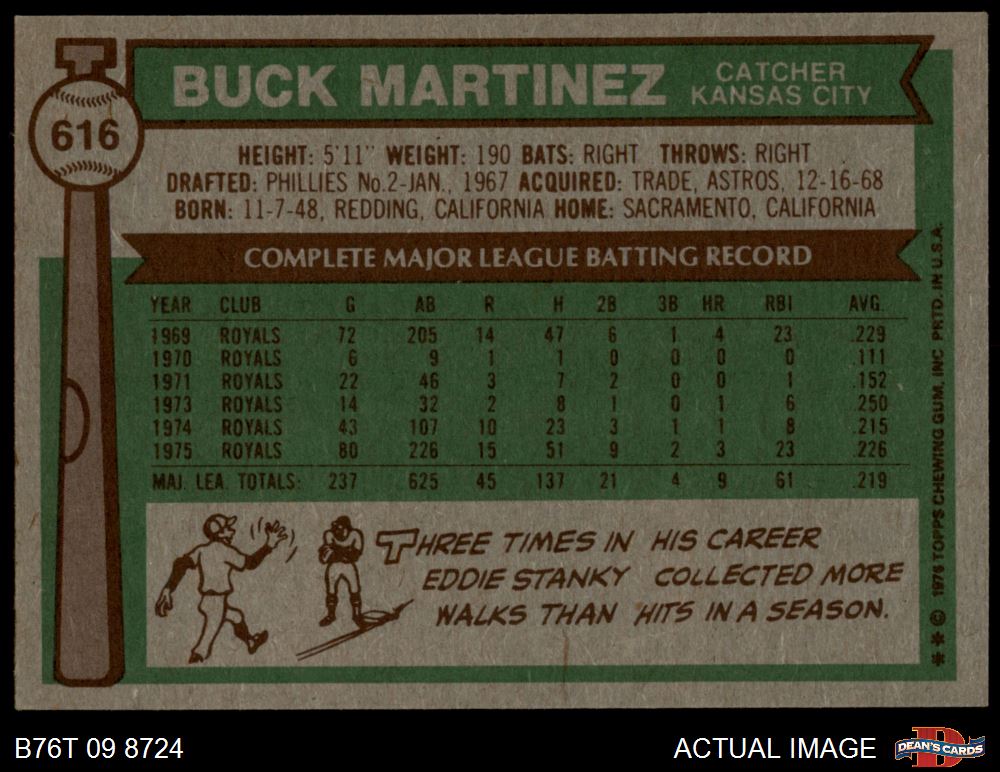 BUCK MARTINEZ
CATCHER
KANSAS CITY
616
HEIGHT: 5'11" WEIGHT: 190 BATS: RIGHT THROWS: RIGHT
DRAFTED: PHILLIES No.2-JAN., 1967 ACQUIRED: TRADE, ASTROS, 12-16-68
BORN: 11-7-48, REDDING, CALIFORNIA HOME: SACRAMENTO, CALIFORNIA
COMPLETE MAJOR LEAGUE BATTING RECORD
YEAR CLUB G AB R H 2B 3B HR RBI AVG.
1969 ROYALS 72 205 14 47 6 1 4 23 .229
1970 ROYALS 6 9 1 1 0 0 0 0 .111
1971 ROYALS 22 46 3 7 2 0 0 1 .152
1973 ROYALS 14 32 2 8 1 0 1 6 .250
1974 ROYALS 43 107 10 23 3 1 1 8 .215
1975 ROYALS 80 226 15 51 9 2 3 23 .226
MAJ. LEA. TOTALS: 237 625 45 137 21 4 9 61 .219
THREE TIMES IN HIS CAREER
EDDIE STANKY COLLECTED MORE
WALKS THAN HITS IN A SEASON.
** © 1976 TOPPS CHEWING GUM, INC PRTD. IN U.S.A.
B76T 09 8724
ACTUAL IMAGE
D
DEAN'S CARDS